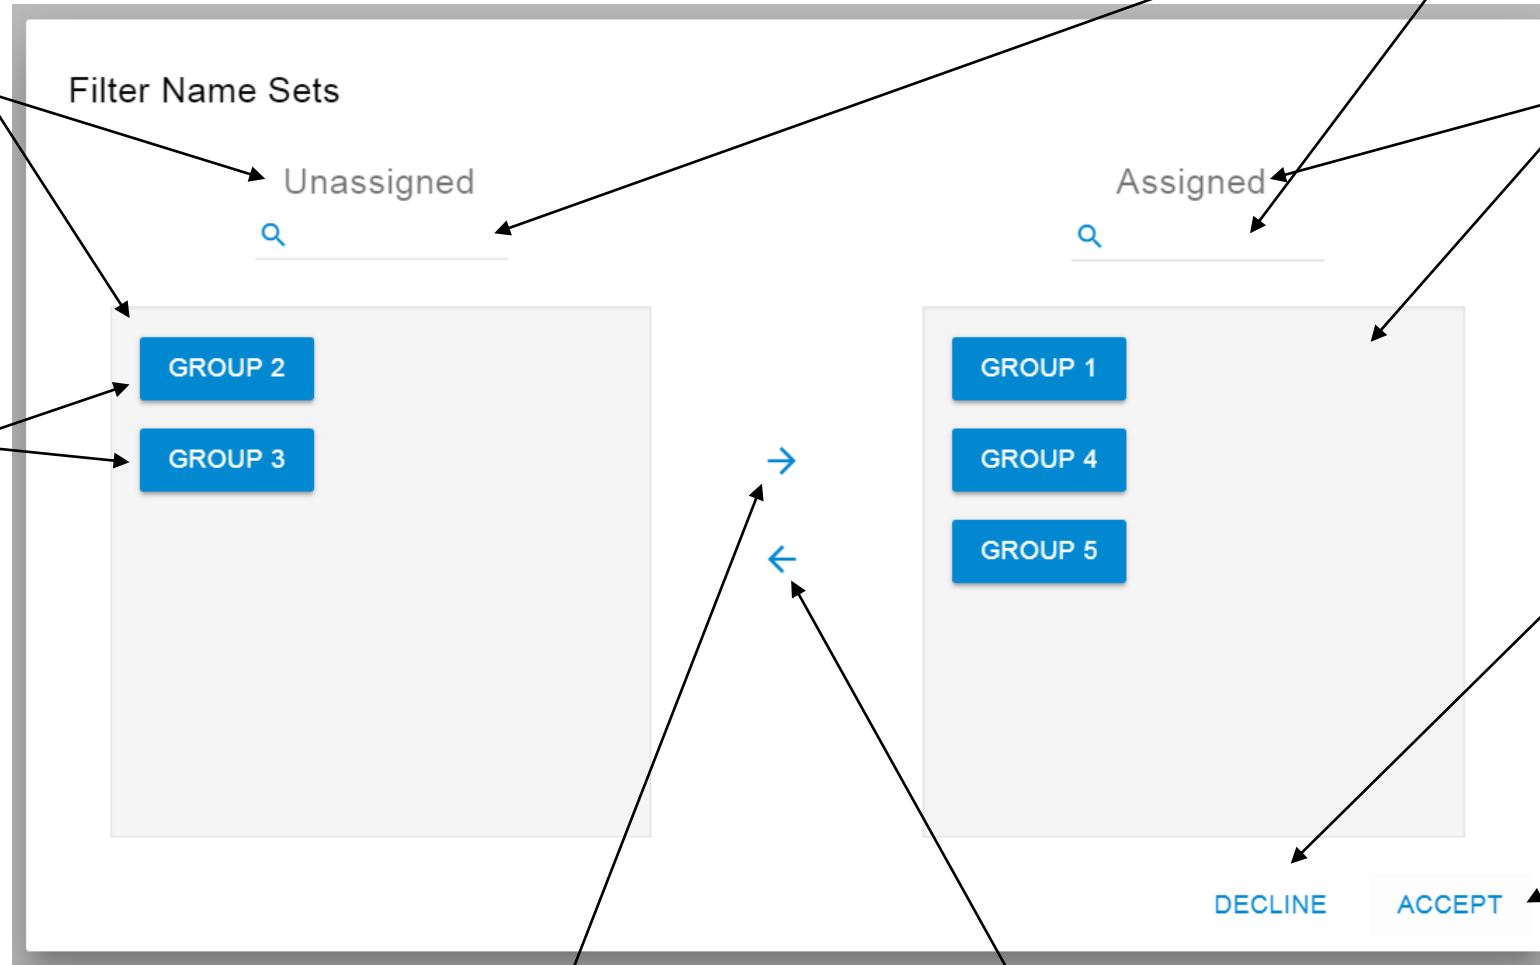 Filter Name Sets
Unassigned
Assigned
GROUP 2
GROUP 3
GROUP 1
GROUP 4
GROUP 5
DECLINE
ACCEPT